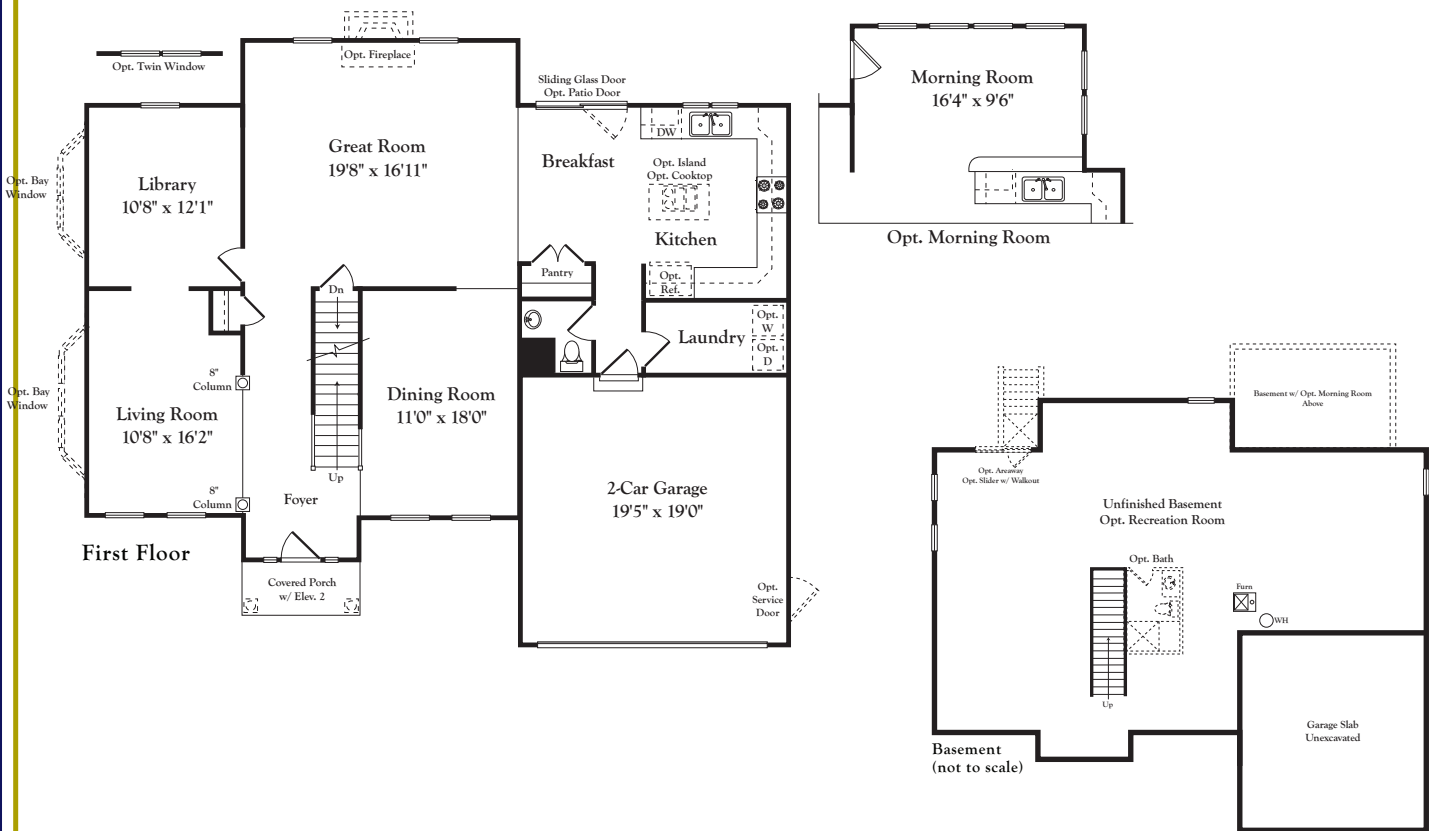 Opt. Twin Window
Opt. Fireplace
Sliding Glass Door
Opt. Patio Door
Great Room
19'8" x 16'11"
Breakfast
DW
Opt. Island
Opt. Cooktop
Kitchen
Opt. Bay
Window
Library
10'8" x 12'1"
Pantry
Opt.
Ref.
Dn
Laundry
Opt.
W
Opt.
D
8"
Column
Opt. Bay
Window
Living Room
10'8" x 16'2"
Dining Room
11'0" x 18'0"
8"
Column
Up
Foyer
2-Car Garage
19'5" x 19'0"
First Floor
Covered Porch
w/ Elev. 2
Opt.
Service
Door
Morning Room
16'4" x 9'6"
Opt. Morning Room
Basement w/ Opt. Morning Room
Above
Opt. Areaway
Opt. Slider w/ Walkout
Unfinished Basement
Opt. Recreation Room
Opt. Bath
Furn
WH
Up
Garage Slab
Unexcavated
Basement
(not to scale)